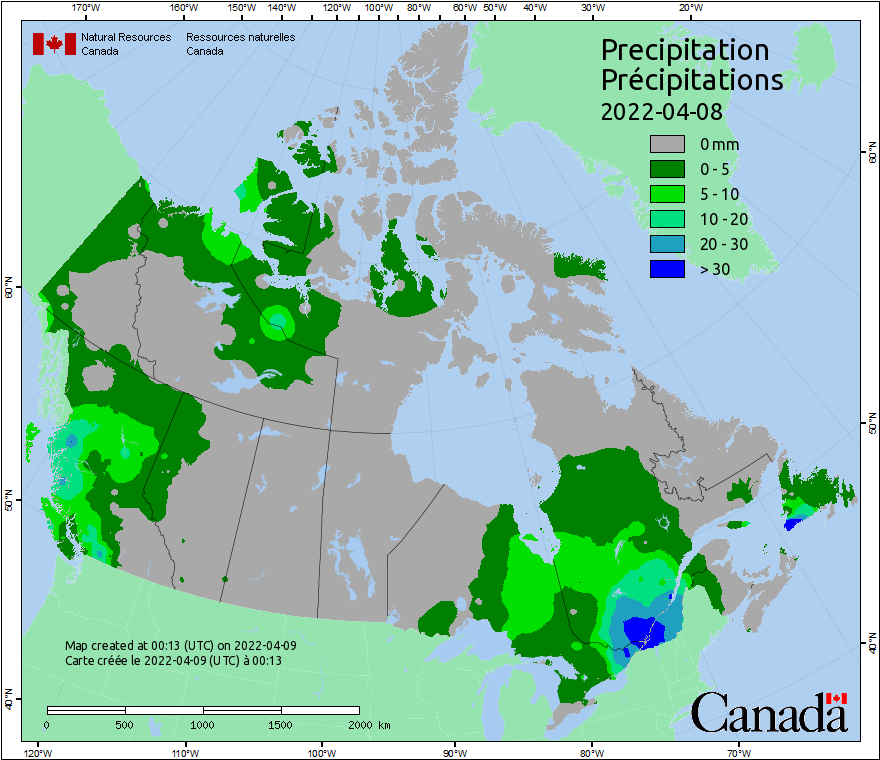 170°W 160°W 150°W 140°W 130°W 120°W 110°W 100°W 90°W 80°W 60°W 50°W 40°W 30°W 20°W
Natural Resources Ressources naturelles
Canada Canada
Precipitation
Précipitations
2022-04-08
0 mm
0 - 5
5 - 10
10 - 20
20 - 30
> 30
60°N
60°N
50°N
50°N
40°N
40°N
Map created at 00:13 (UTC) on 2022-04-09
Carte créée le 2022-04-09 (UTC) à 00:13
0 500 1000 1500 2000 km
Canada
120°W 110°W 100°W 90°W 80°W 70°W